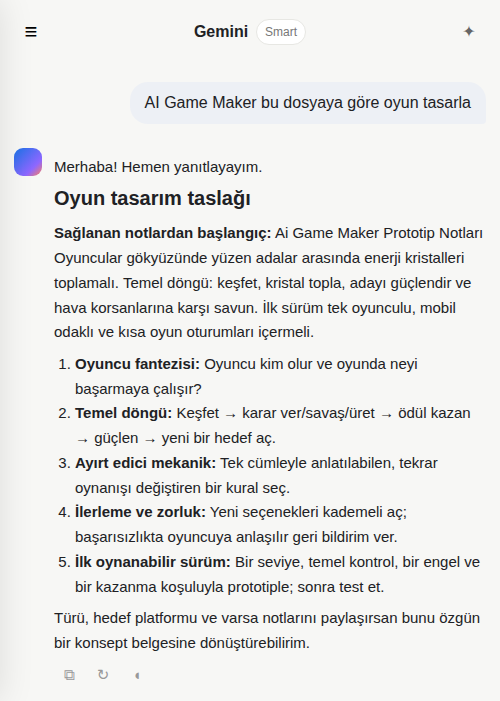 Gemini Smart
AI Game Maker bu dosyaya göre oyun tasarla
Merhaba! Hemen yanıtlayayım.
Oyun tasarım taslağı
Sağlanan notlardan başlangıç: Ai Game Maker Prototip Notları
Oyuncular gökyüzünde yüzen adalar arasında enerji kristalleri
toplamalı. Temel döngü: keşfet, kristal topla, adayı güçlendir ve
hava korsanlarına karşı savun. İlk sürüm tek oyunculu, mobil
odaklı ve kısa oyun oturumları içermeli.
1. Oyuncu fantezisi: Oyuncu kim olur ve oyunda neyi
başarmaya çalışır?
2. Temel döngü: Keşfet → karar ver/savaş/üret → ödül kazan
→ güçlen → yeni bir hedef aç.
3. Ayırt edici mekanik: Tek cümleyle anlatılabilen, tekrar
oynanışı değiştiren bir kural seç.
4. İlerleme ve zorluk: Yeni seçenekleri kademeli aç;
başarısızlıkta oyuncuya anlaşılır geri bildirim ver.
5. İlk oynanabilir sürüm: Bir seviye, temel kontrol, bir engel ve
bir kazanma koşuluyla prototiple; sonra test et.
Türü, hedef platformu ve varsa notlarını paylaşırsan bunu özgün
bir konsept belgesine dönüştürebilirim.